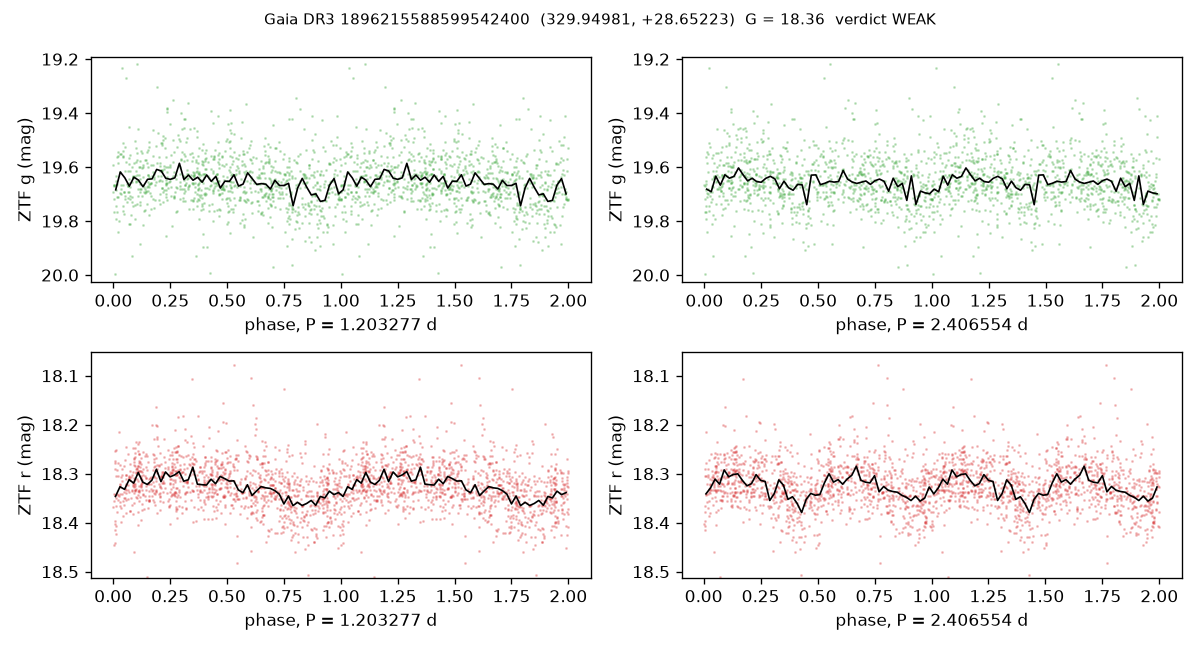 Gaia DR3 1896215588599542400 (329.94981, +28.65223) G = 18.36 verdict WEAK
ZTF g (mag)
19.2
19.4
19.6
19.8
20.0
0.00 0.25 0.50 0.75 1.00 1.25 1.50 1.75 2.00
phase, P = 1.203277 d
ZTF g (mag)
19.2
19.4
19.6
19.8
20.0
0.00 0.25 0.50 0.75 1.00 1.25 1.50 1.75 2.00
phase, P = 2.406554 d
ZTF r (mag)
18.1
18.2
18.3
18.4
18.5
0.00 0.25 0.50 0.75 1.00 1.25 1.50 1.75 2.00
phase, P = 1.203277 d
ZTF r (mag)
18.1
18.2
18.3
18.4
18.5
0.00 0.25 0.50 0.75 1.00 1.25 1.50 1.75 2.00
phase, P = 2.406554 d